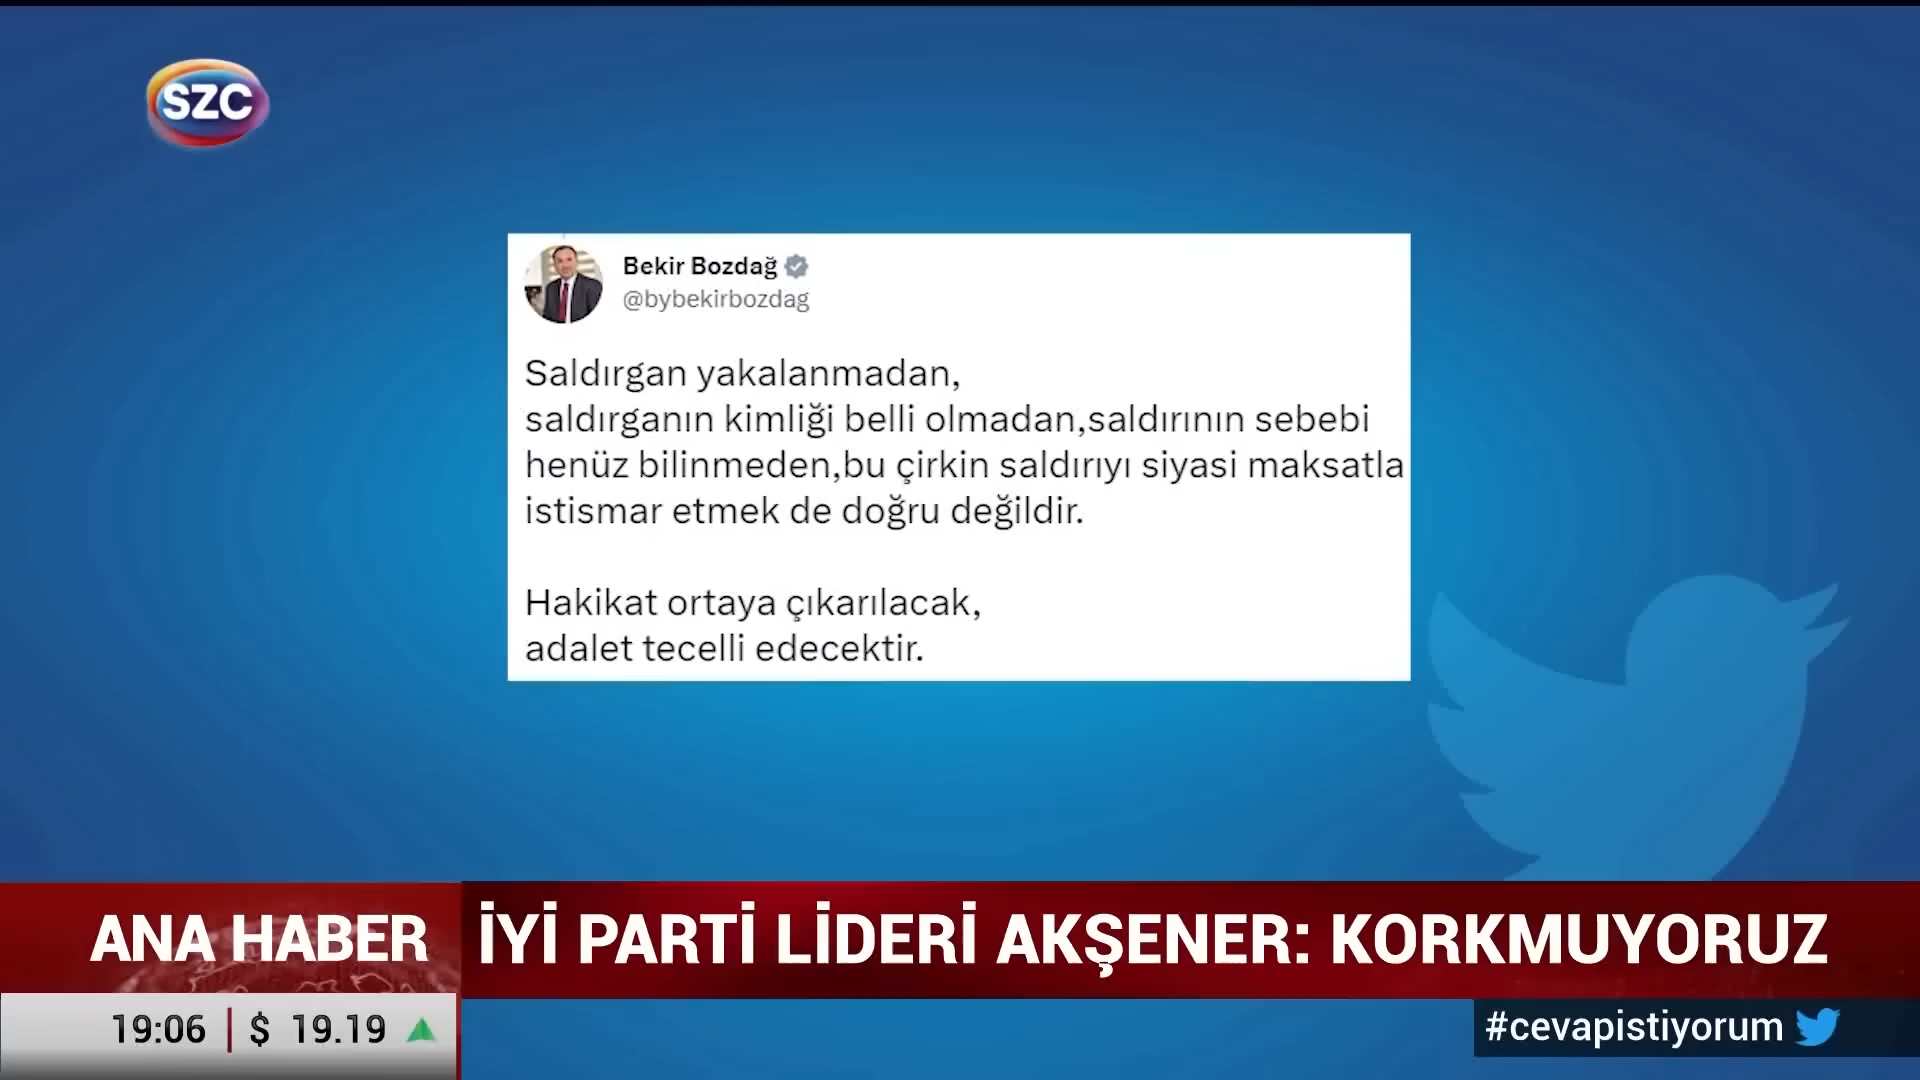 SZC
Bekir Bozdağ
@bybekirbozdag
Saldırgan yakalanmadan,
saldırganın kimliği belli olmadan,saldırının sebebi
henüz bilinmeden,bu çirkin saldırıyı siyasi maksatla
istismar etmek de doğru değildir.
Hakikat ortaya çıkarılacak,
adalet tecelli edecektir.
ANA HABER
İYİ PARTİ LİDERİ AKŞENER: KORKMUYORUZ
19:06 | $ 19.19
#cevapistiyorum